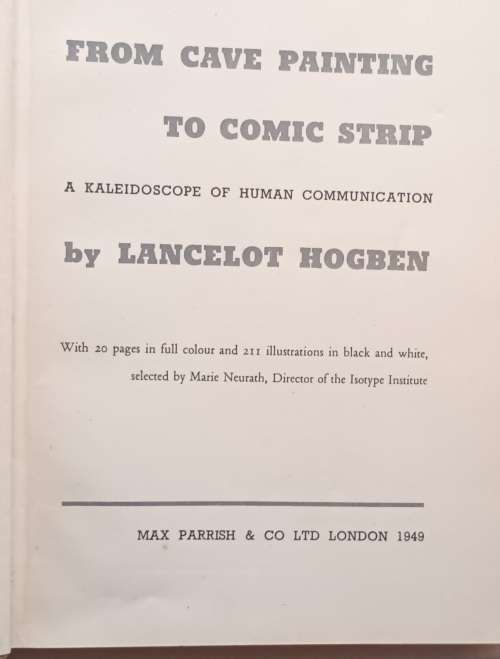 FROM CAVE PAINTING
TO COMIC STRIP
A KALEIDOSCOPE OF HUMAN COMMUNICATION
by LANCELOT HOGBEN
With 20 pages in full colour and 211 illustrations in black and white,
selected by Marie Neurath, Director of the Isotype Institute
MAX PARRISH & CO LTD LONDON 1949